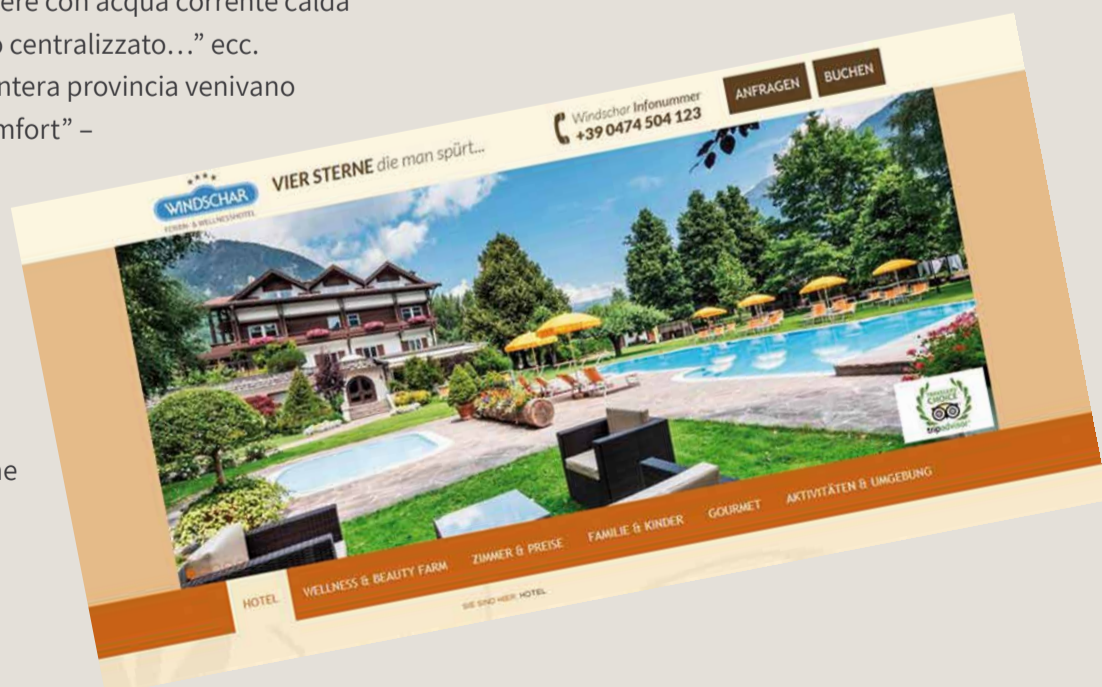 ere con acqua corrente calda
o centralizzato…” ecc.
ntera provincia venivano
mfort” –
ne
WINDSCHAR
FERIEN- & WELLNESSHOTEL
VIER STERNE die man spürt...
Windschar Infonummer
+39 0474 504 123
ANFRAGEN
BUCHEN
TRAVELLERS'
CHOICE
tripadvisor
HOTEL
WELLNESS & BEAUTY FARM
ZIMMER & PREISE
FAMILIE & KINDER
GOURMET
AKTIVITÄTEN & UMGEBUNG
SIE SIND HIER: HOTEL